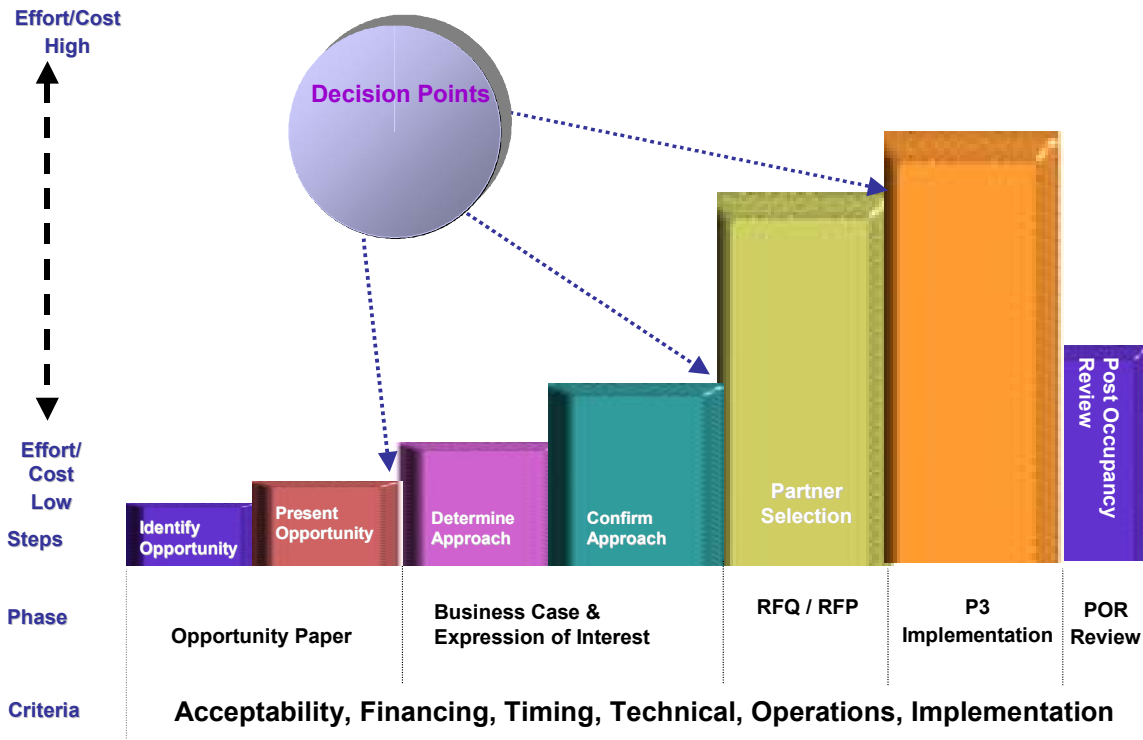 Effort/Cost
High
Decision Points
Effort/
Cost
Low
Steps
Identify
Opportunity
Present
Opportunity
Determine
Approach
Confirm
Approach
Partner
Selection
Post Occupancy
Review
Phase
Opportunity Paper
Business Case &
Expression of Interest
RFQ / RFP
P3
Implementation
POR
Review
Criteria
Acceptability, Financing, Timing, Technical, Operations, Implementation